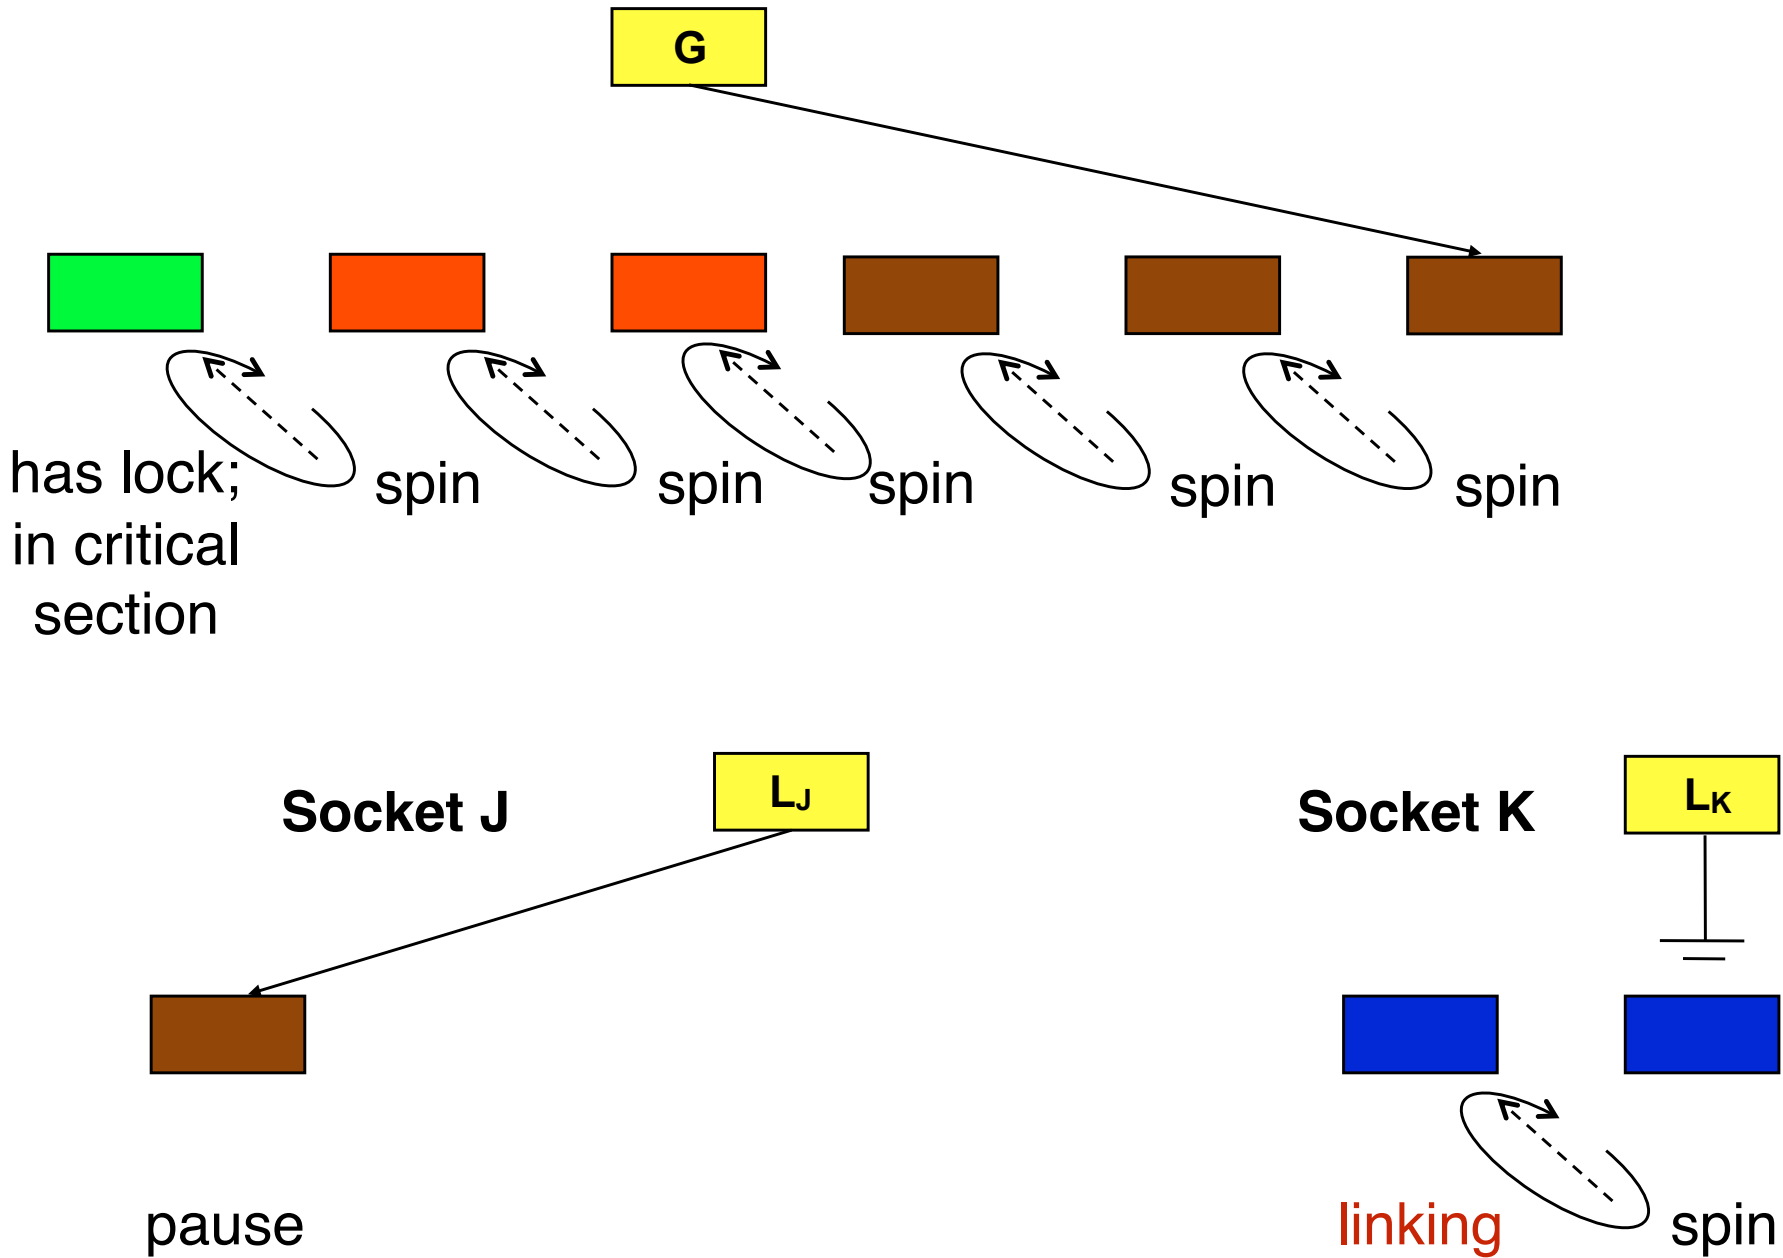 G
has lock;
in critical
section
spin
spin
spin
spin
spin
Socket J
LJ
Socket K
LK
pause
linking
spin